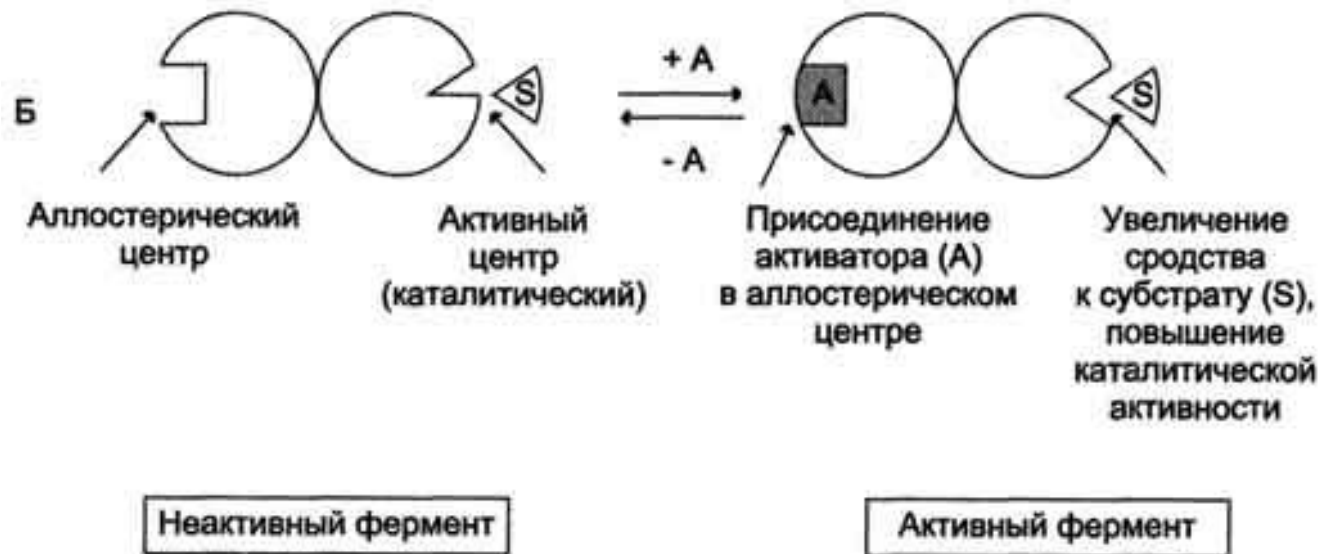 Б
S
+ А
- А
А
S
Аллостерический
центр
Активный
центр
(каталитический)
Присоединение
активатора (А)
в аллостерическом
центре
Увеличение
сродства
к субстрату (S),
повышение
каталитической
активности
Неактивный фермент
Активный фермент